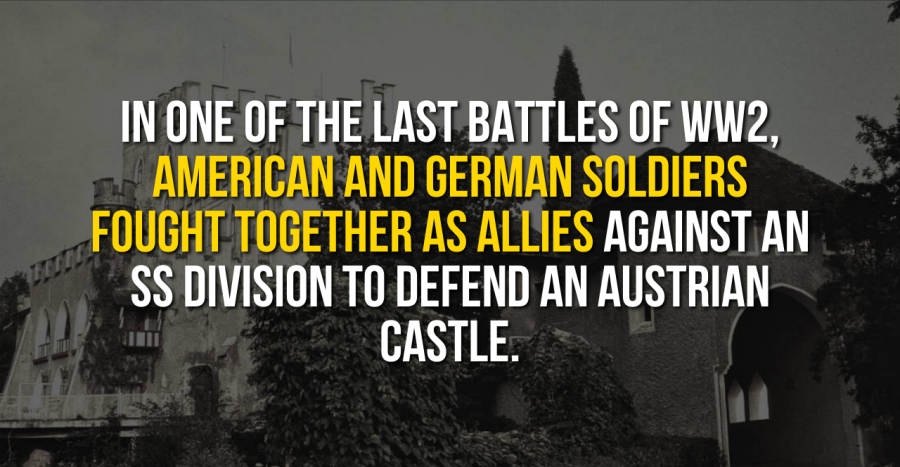 IN ONE OF THE LAST BATTLES OF WW2,
AMERICAN AND GERMAN SOLDIERS
FOUGHT TOGETHER AS ALLIES AGAINST AN
SS DIVISION TO DEFEND AN AUSTRIAN
CASTLE.